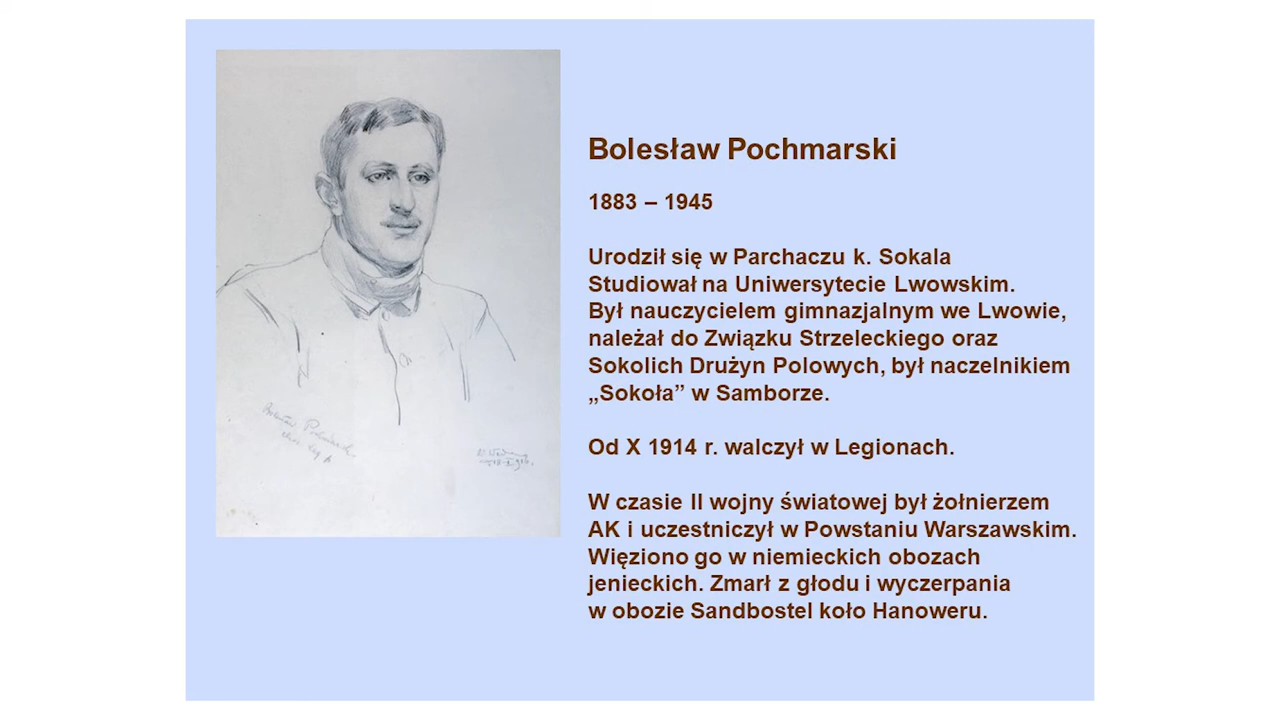 Bolesław Pochmarski
1883 – 1945
Urodził się w Parchaczu k. Sokala
Studiował na Uniwersytecie Lwowskim.
Był nauczycielem gimnazjalnym we Lwowie,
należał do Związku Strzeleckiego oraz
Sokolich Drużyn Polowych, był naczelnikiem
„Sokoła” w Samborze.
Od X 1914 r. walczył w Legionach.
W czasie II wojny światowej był żołnierzem
AK i uczestniczył w Powstaniu Warszawskim.
Więziono go w niemieckich obozach
jenieckich. Zmarł z głodu i wyczerpania
w obozie Sandbostel koło Hanoweru.